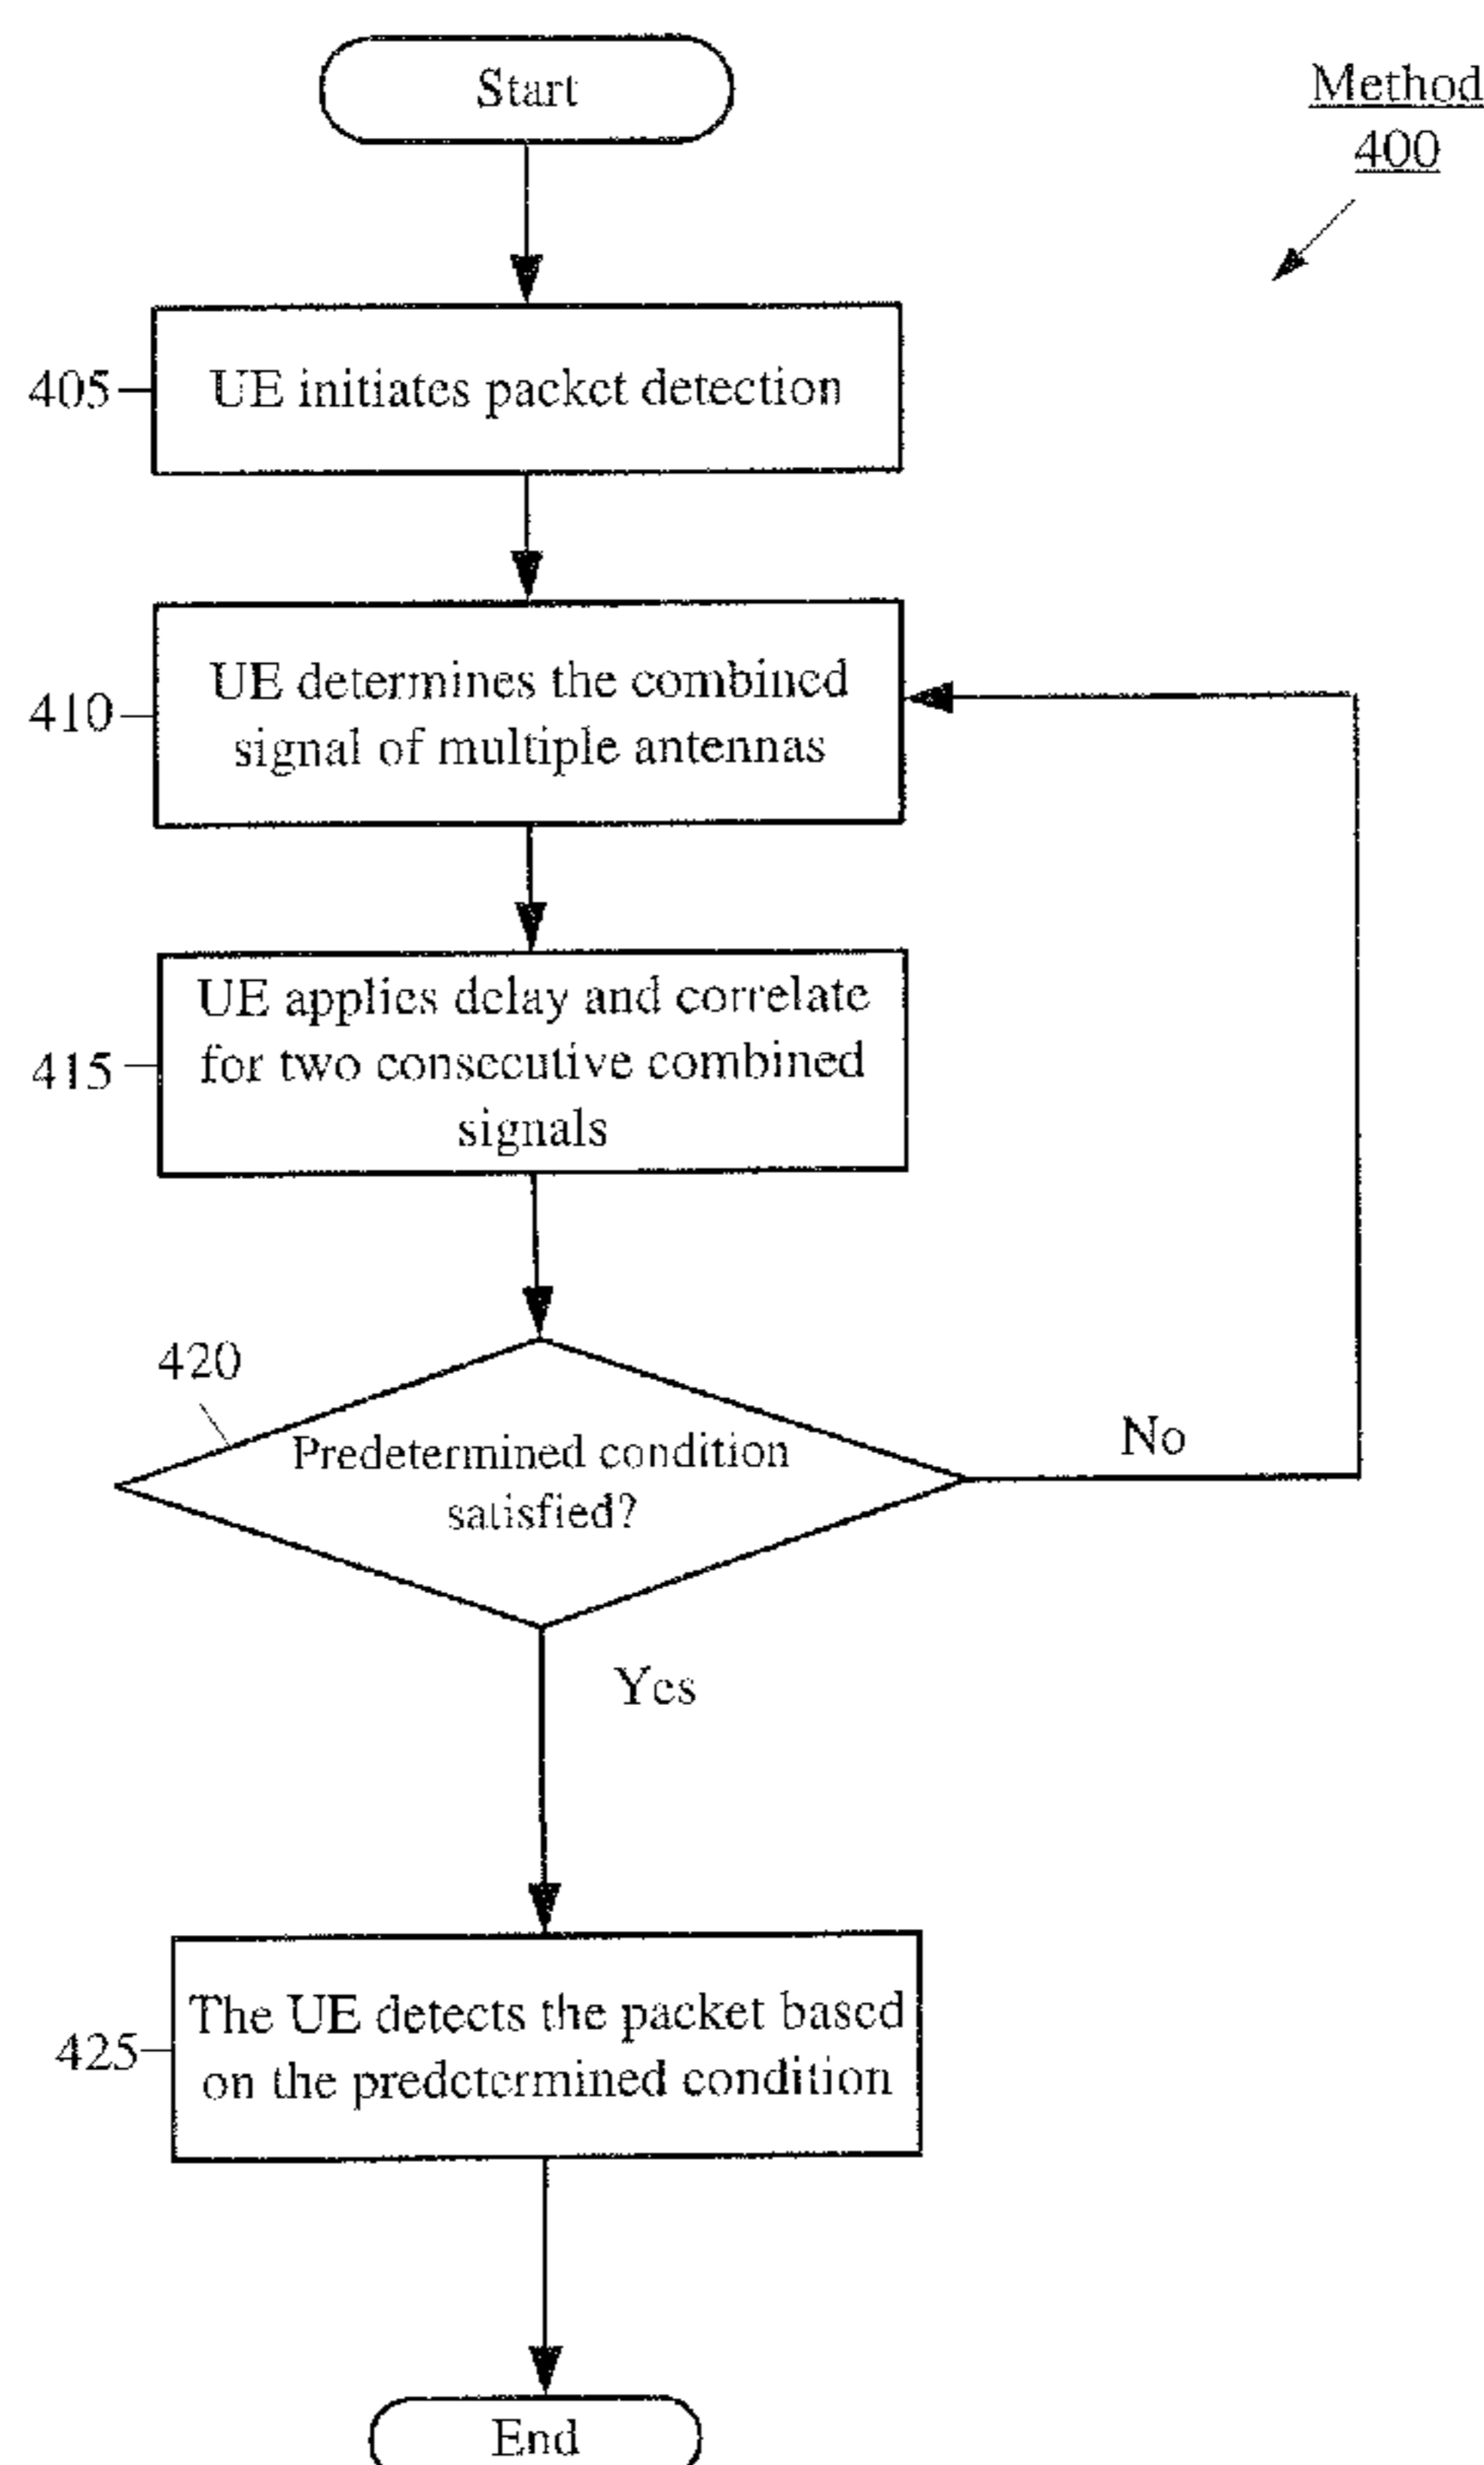 Start
Method
400
405
UE initiates packet detection
410
UE determines the combined
signal of multiple antennas
415
UE applies delay and correlate
for two consecutive combined
signals
420
Predetermined condition
satisfied?
No
Yes
425
The UE detects the packet based
on the predetermined condition
End